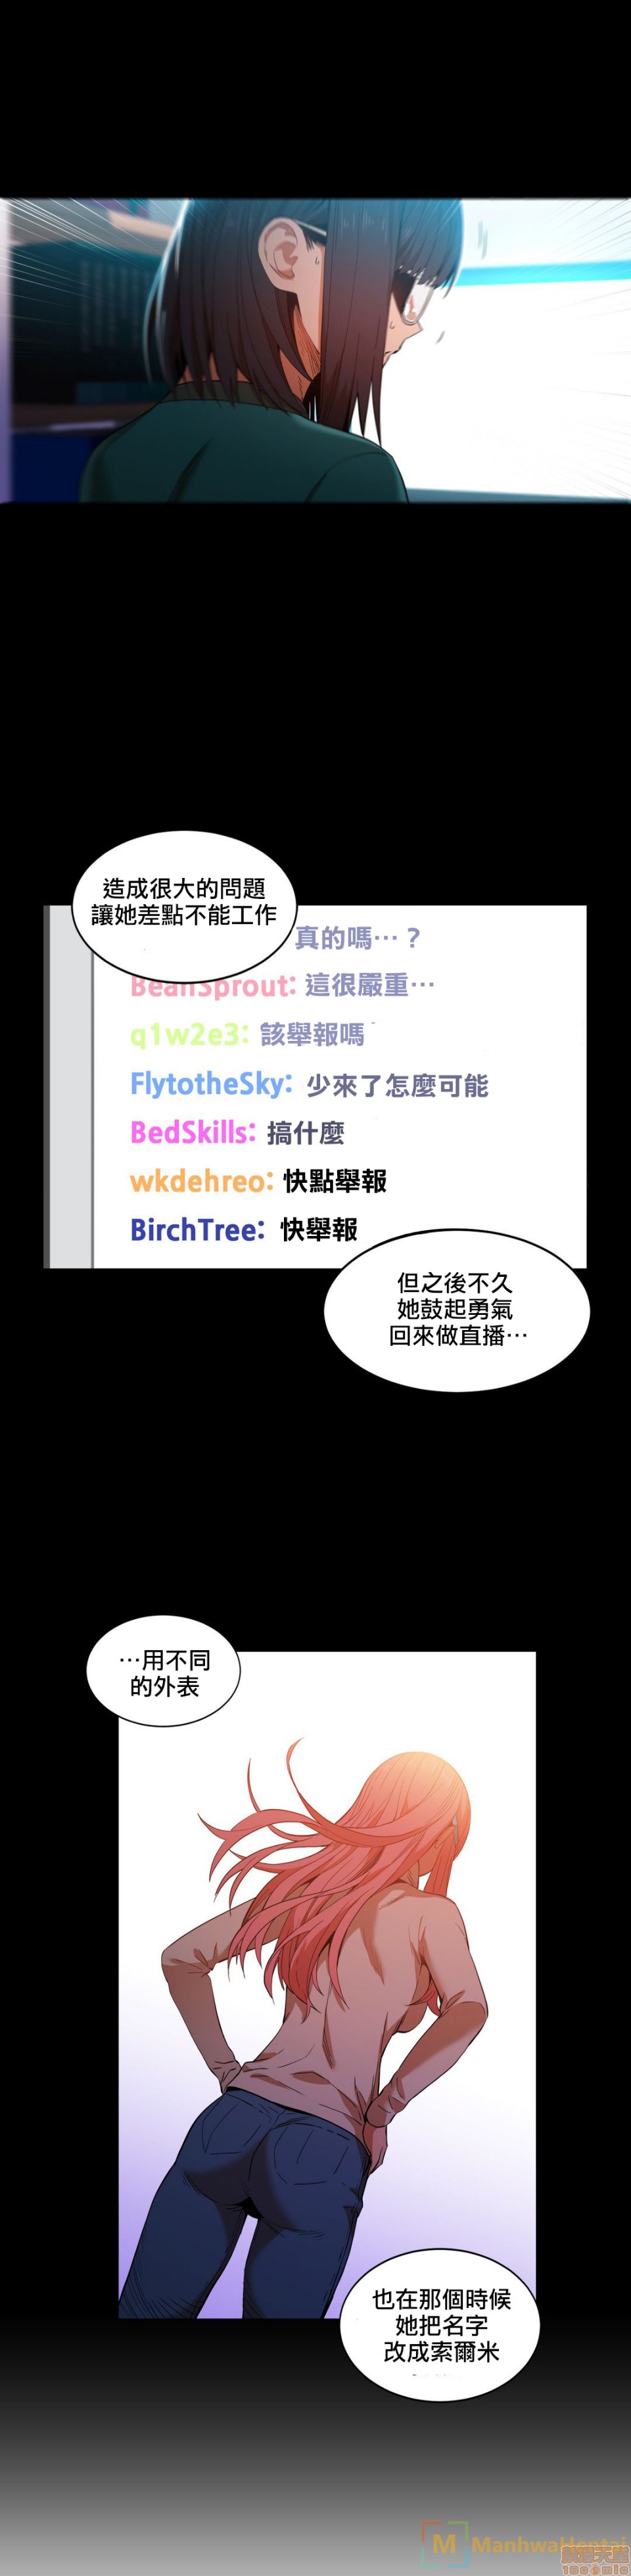 造成很大的問題
讓她差點不能工作
真的嗎…？
BeanSprout: 這很嚴重…
q1w2e3: 該舉報嗎
FlytotheSky: 少來了怎麼可能
BedSkills: 搞什麼
wkdehreo: 快點舉報
BirchTree: 快舉報
但之後不久
她鼓起勇氣
回來做直播…
…用不同
的外表
也在那個時候
她把名字
改成索爾米
M ManhwaHentai